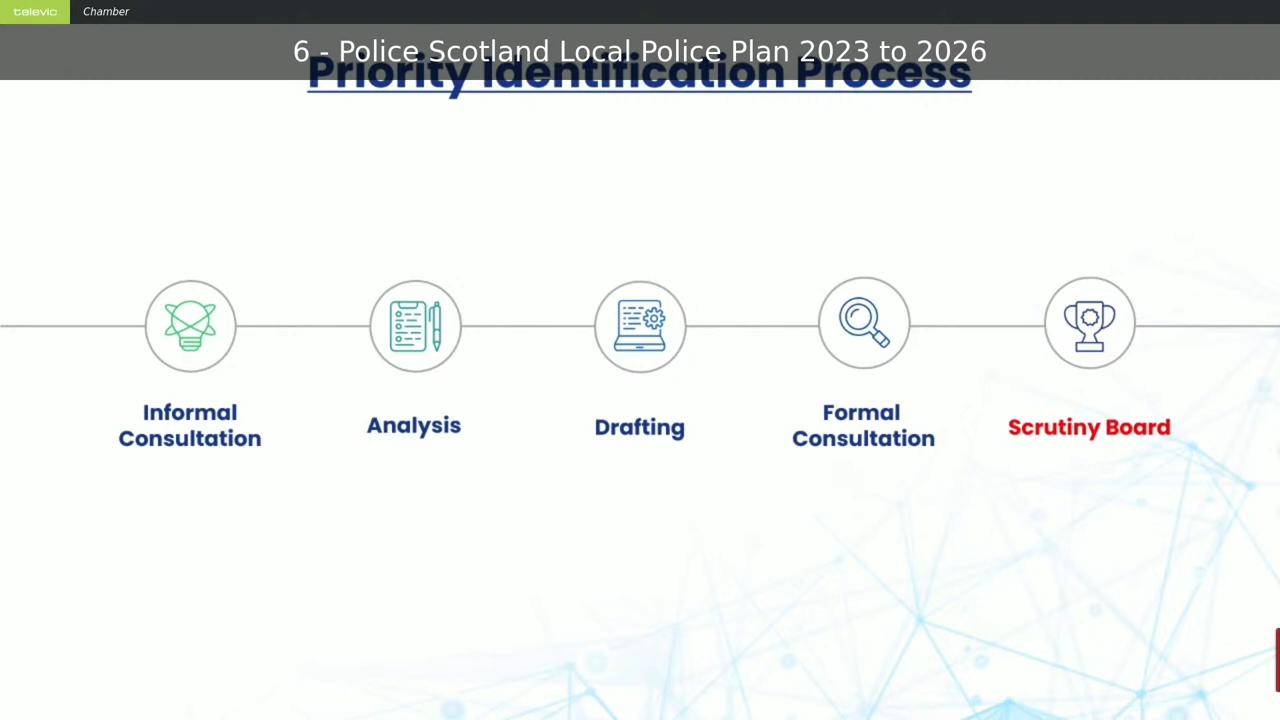 televic Chamber
6 - Police Scotland Local Police Plan 2023 to 2026
Priority Identification Process
Informal
Consultation
Analysis
Drafting
Formal
Consultation
Scrutiny Board